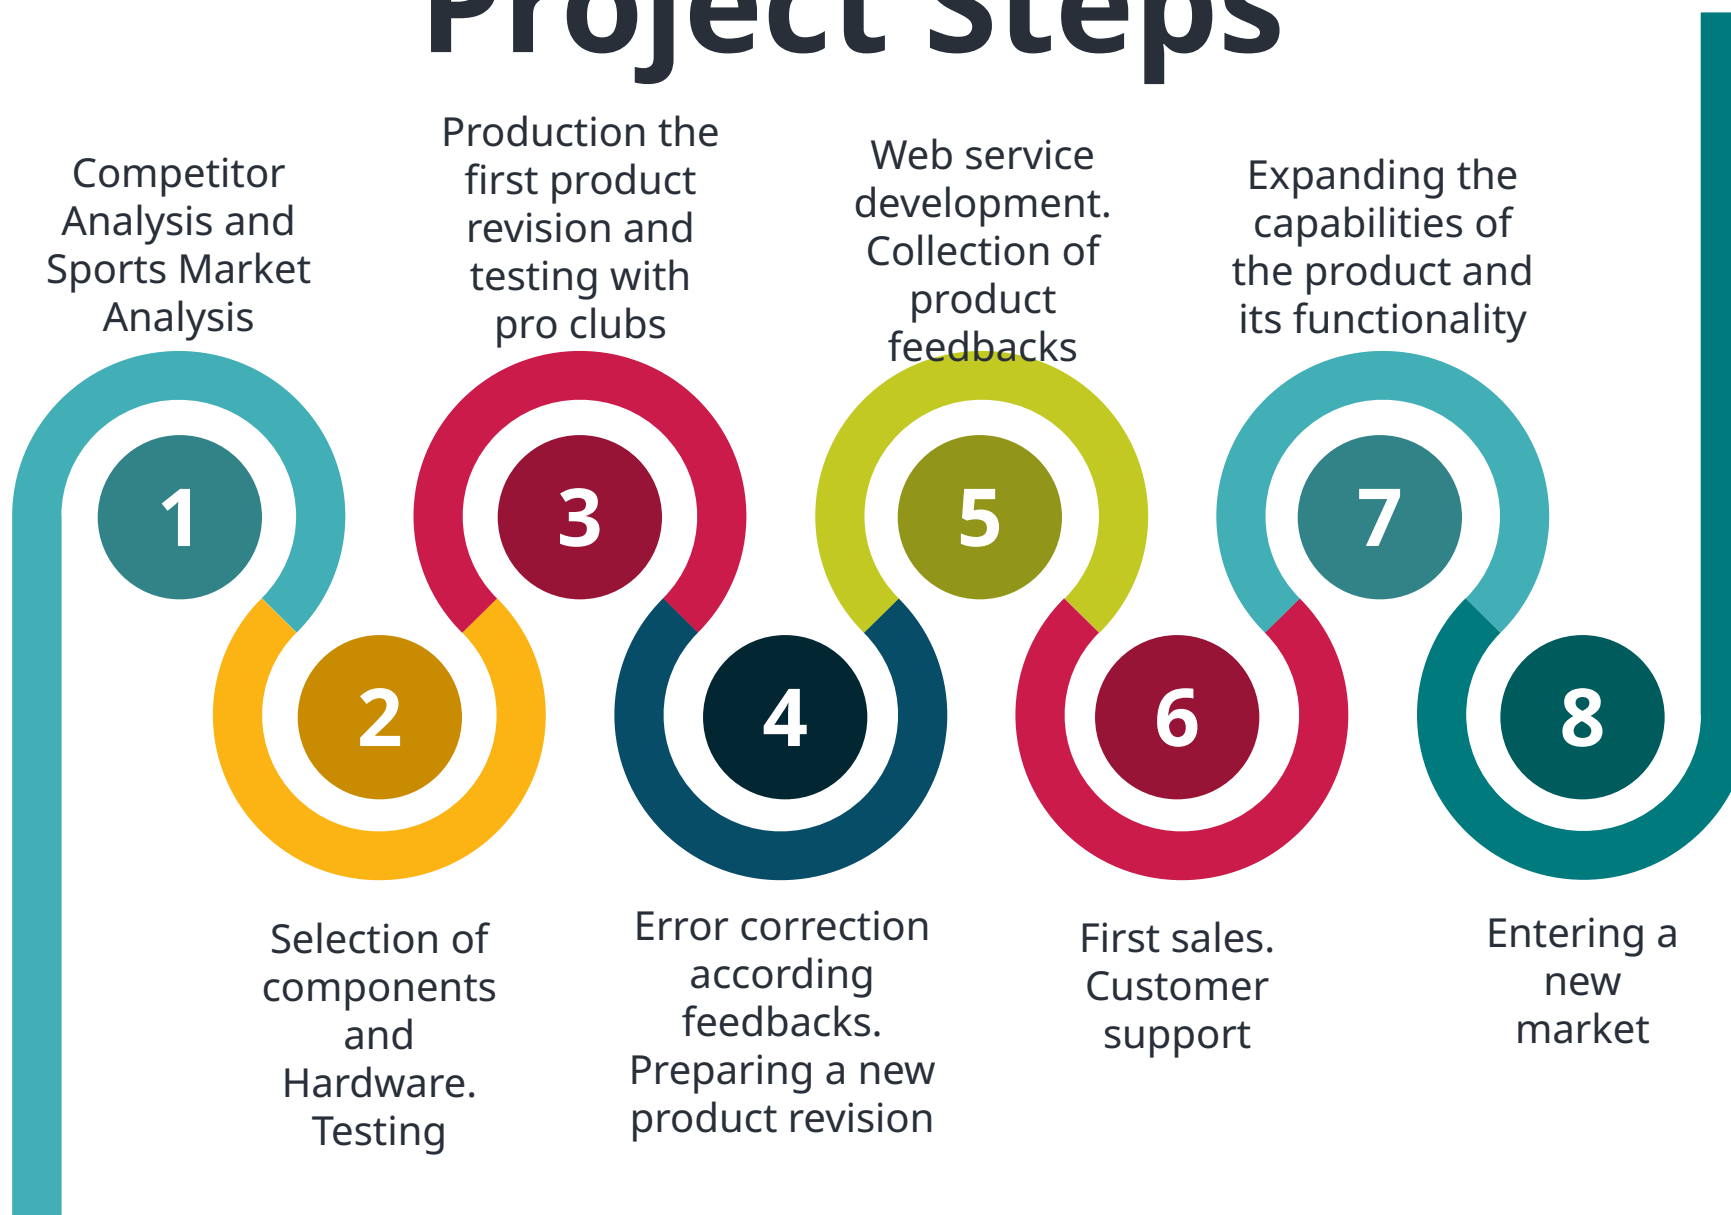 Project Steps
Competitor
Analysis and
Sports Market
Analysis
Production the
first product
revision and
testing with
pro clubs
Web service
development.
Collection of
product
feedbacks
Expanding the
capabilities of
the product and
its functionality
1
3
5
7
2
4
6
8
Selection of
components
and
Hardware.
Testing
Error correction
according
feedbacks.
Preparing a new
product revision
First sales.
Customer
support
Entering a
new
market